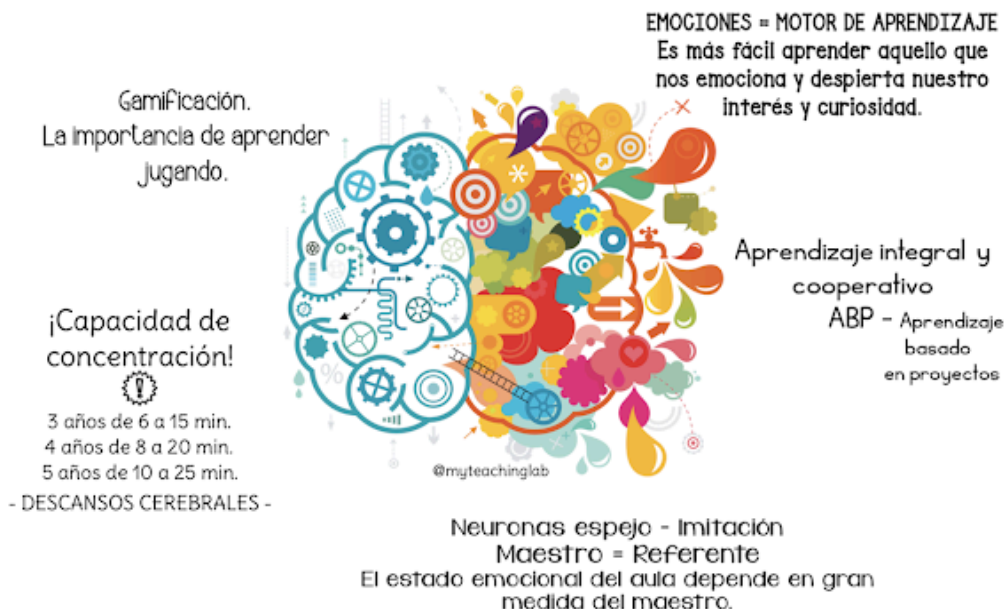 EMOCIONES = MOTOR DE APRENDIZAJE
Es más fácil aprender aquello que
nos emociona y despierta nuestro
interés y curiosidad.
Gamificación.
La importancia de aprender
jugando.
Aprendizaje integral y
cooperativo
ABP - Aprendizaje
basado
en proyectos
¡Capacidad de
concentración!
3 años de 6 a 15 min.
4 años de 8 a 20 min.
5 años de 10 a 25 min.
- DESCANSOS CEREBRALES -
%
@myteachinglab
Neuronas espejo - Imitación
Maestro = Referente
El estado emocional del aula depende en gran
medida del maestro.